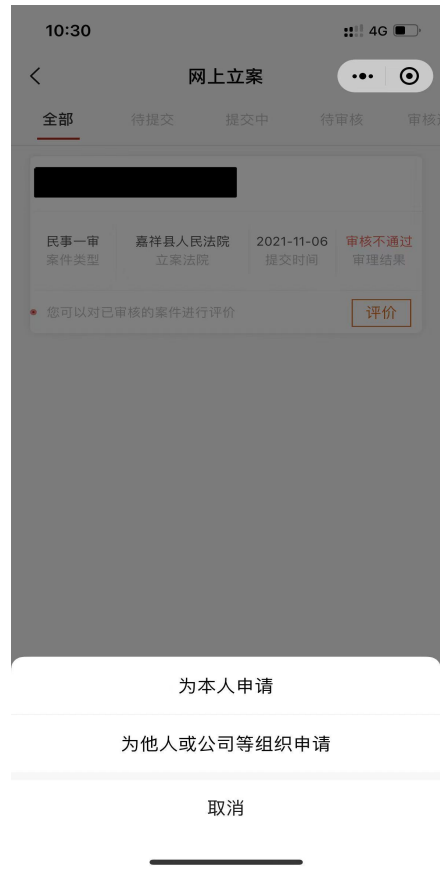 10:30
4G
网上立案
全部 待提交 提交中 待审核 审核
民事一审 嘉祥县人民法院 2021-11-06 审核不通过
案件类型 立案法院 提交时间 审理结果
您可以对已审核的案件进行评价 评价
为本人申请
为他人或公司等组织申请
取消